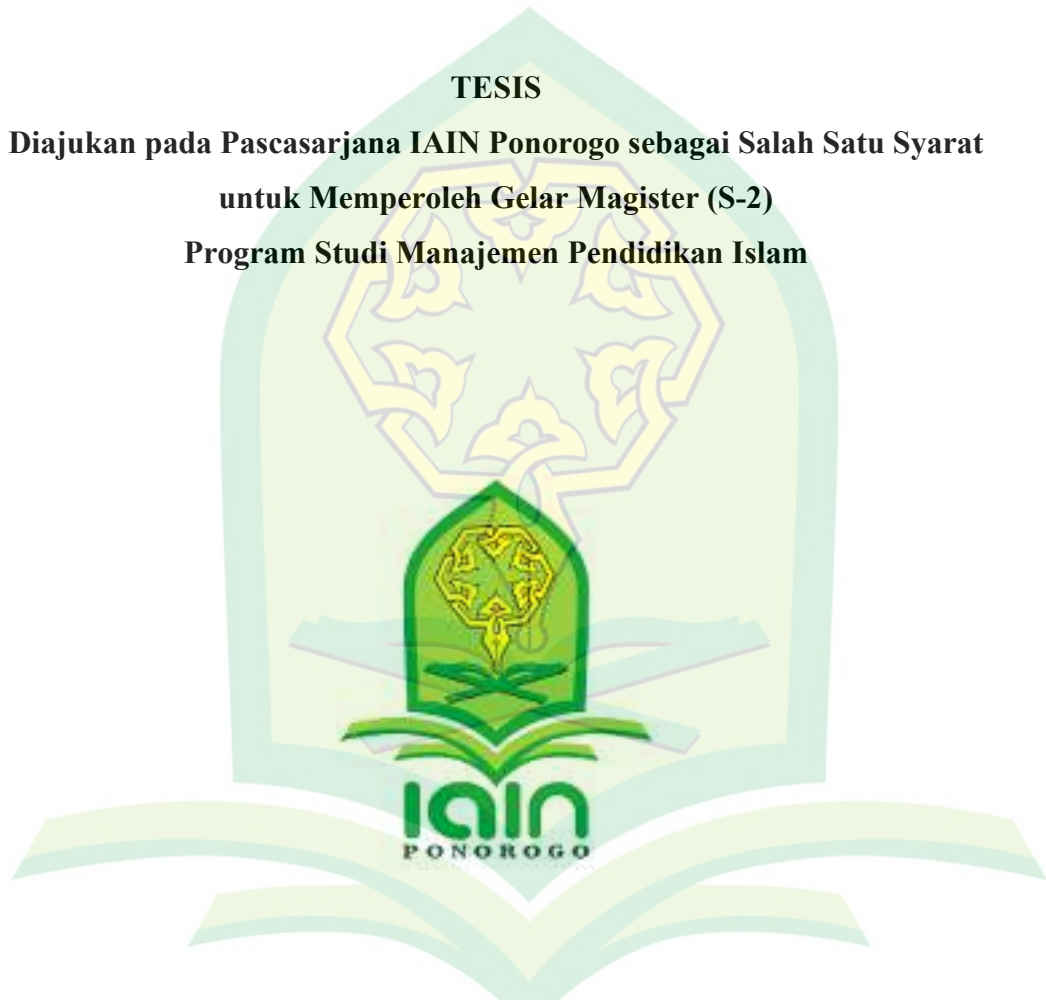 TESIS
Diajukan pada Pascasarjana IAIN Ponorogo sebagai Salah Satu Syarat
untuk Memperoleh Gelar Magister (S-2)
Program Studi Manajemen Pendidikan Islam
IAIN
PONOROGO